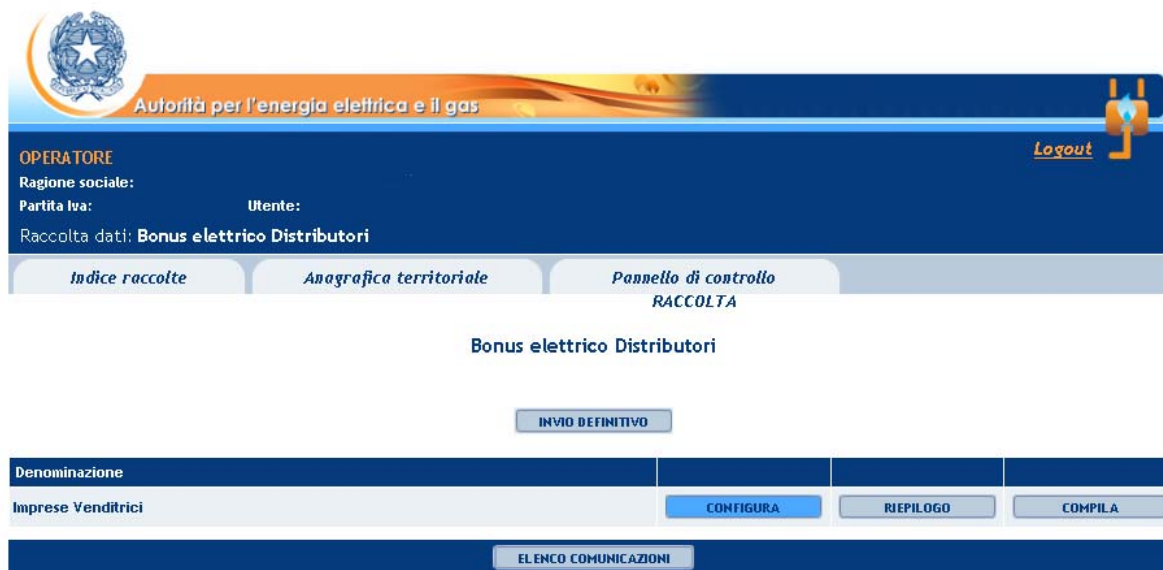 Autorità per l'energia elettrica e il gas
Logout
OPERATORE
Ragione sociale:
Partita Iva: Utente:
Raccolta dati: Bonus elettrico Distributori
Indice raccolte Anagrafica territoriale Pannello di controllo
RACCOLTA
Bonus elettrico Distributori
INVIO DEFINITIVO
Denominazione
Imprese Venditrici CONFIGURA RIEPILOGO COMPILA
ELENCO COMUNICAZIONI